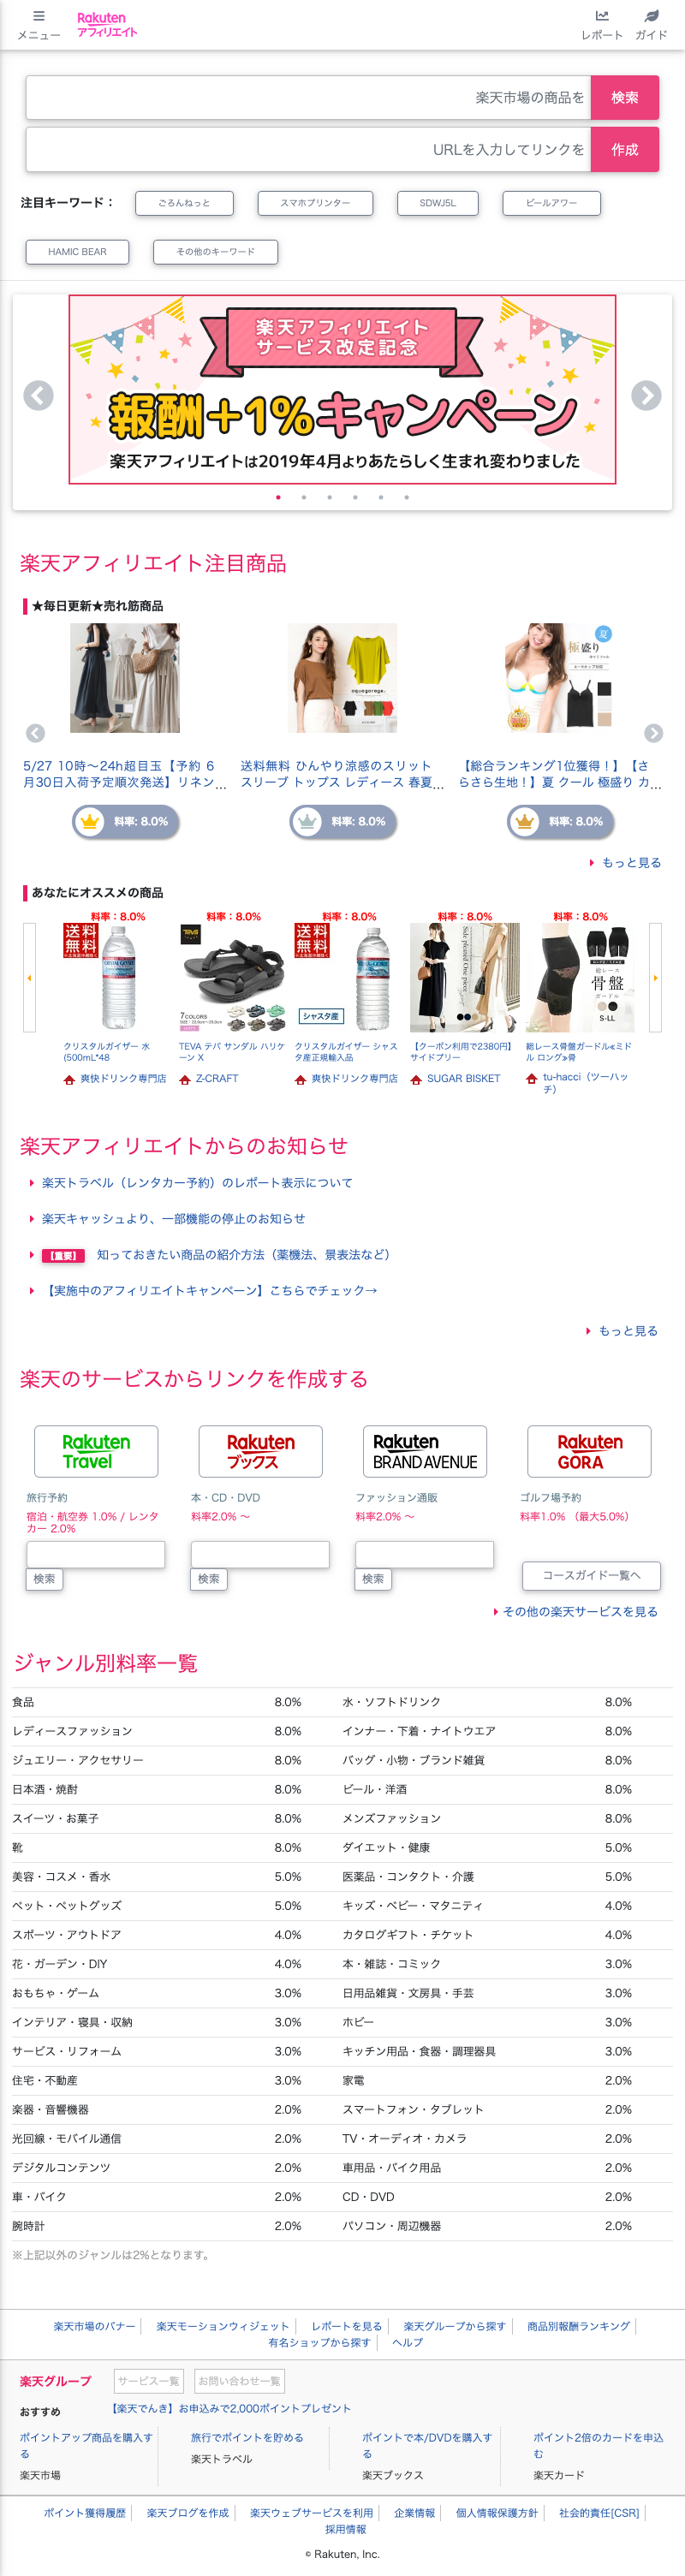 メニュー
Rakuten
アフィリエイト
レポート
ガイド
楽天市場の商品を
検索
URLを入力してリンクを
作成
注目キーワード：
ごろんねっと
スマホプリンター
SDWJ5L
ビールアワー
HAMIC BEAR
その他のキーワード
楽天アフィリエイト
サービス改定記念
報酬+1%キャンペーン
楽天アフィリエイトは2019年4月よりあたらしく生まれ変わりました
楽天アフィリエイト注目商品
★毎日更新★売れ筋商品
夏
極盛り
5/27 10時〜24h超目玉【予約 6
月30日入荷予定順次発送】リネン...
送料無料 ひんやり涼感のスリット
スリーブ トップス レディース 春夏...
【総合ランキング1位獲得！】【さ
らさら生地！】夏 クール 極盛り カ...
料率: 8.0%
料率: 8.0%
料率: 8.0%
もっと見る
あなたにオススメの商品
料率：8.0%
料率：8.0%
料率：8.0%
料率：8.0%
料率：8.0%
送料
無料
CRYSTAL GEYSER
TEVA
7COLORS
送料
無料
シャスタ産
Side pleated One piece
総レース
骨盤
ガードル
S-LL
クリスタルガイザー 水
(500mL*48
TEVA テバ サンダル ハリケ
ーン X
クリスタルガイザー シャス
タ産正規輸入品
【クーポン利用で2380円】
サイドプリー
総レース骨盤ガードル≪ミド
ル ロング≫骨
爽快ドリンク専門店
Z-CRAFT
爽快ドリンク専門店
SUGAR BISKET
tu-hacci（ツーハッ
チ）
楽天アフィリエイトからのお知らせ
楽天トラベル（レンタカー予約）のレポート表示について
楽天キャッシュより、一部機能の停止のお知らせ
【重要】 知っておきたい商品の紹介方法（薬機法、景表法など）
【実施中のアフィリエイトキャンペーン】こちらでチェック→
もっと見る
楽天のサービスからリンクを作成する
Rakuten
Travel
Rakuten
ブックス
Rakuten
BRAND AVENUE
Rakuten
GORA
旅行予約
宿泊・航空券 1.0% / レンタ
カー 2.0%
検索
本・CD・DVD
料率2.0% 〜
検索
ファッション通販
料率2.0% 〜
検索
ゴルフ場予約
料率1.0% （最大5.0%）
コースガイド一覧へ
その他の楽天サービスを見る
ジャンル別料率一覧
食品 8.0% 水・ソフトドリンク 8.0%
レディースファッション 8.0% インナー・下着・ナイトウエア 8.0%
ジュエリー・アクセサリー 8.0% バッグ・小物・ブランド雑貨 8.0%
日本酒・焼酎 8.0% ビール・洋酒 8.0%
スイーツ・お菓子 8.0% メンズファッション 8.0%
靴 8.0% ダイエット・健康 5.0%
美容・コスメ・香水 5.0% 医薬品・コンタクト・介護 5.0%
ペット・ペットグッズ 5.0% キッズ・ベビー・マタニティ 4.0%
スポーツ・アウトドア 4.0% カタログギフト・チケット 4.0%
花・ガーデン・DIY 4.0% 本・雑誌・コミック 3.0%
おもちゃ・ゲーム 3.0% 日用品雑貨・文房具・手芸 3.0%
インテリア・寝具・収納 3.0% ホビー 3.0%
サービス・リフォーム 3.0% キッチン用品・食器・調理器具 3.0%
住宅・不動産 3.0% 家電 2.0%
楽器・音響機器 2.0% スマートフォン・タブレット 2.0%
光回線・モバイル通信 2.0% TV・オーディオ・カメラ 2.0%
デジタルコンテンツ 2.0% 車用品・バイク用品 2.0%
車・バイク 2.0% CD・DVD 2.0%
腕時計 2.0% パソコン・周辺機器 2.0%
※上記以外のジャンルは2%となります。
楽天市場のバナー 楽天モーションウィジェット レポートを見る 楽天グループから探す 商品別報酬ランキング
有名ショップから探す ヘルプ
楽天グループ サービス一覧 お問い合わせ一覧
おすすめ 【楽天でんき】お申込みで2,000ポイントプレゼント
ポイントアップ商品を購入す
る
楽天市場
旅行でポイントを貯める
楽天トラベル
ポイントで本/DVDを購入す
る
楽天ブックス
ポイント2倍のカードを申込
む
楽天カード
ポイント獲得履歴 楽天ブログを作成 楽天ウェブサービスを利用 企業情報 個人情報保護方針 社会的責任[CSR]
採用情報
© Rakuten, Inc.